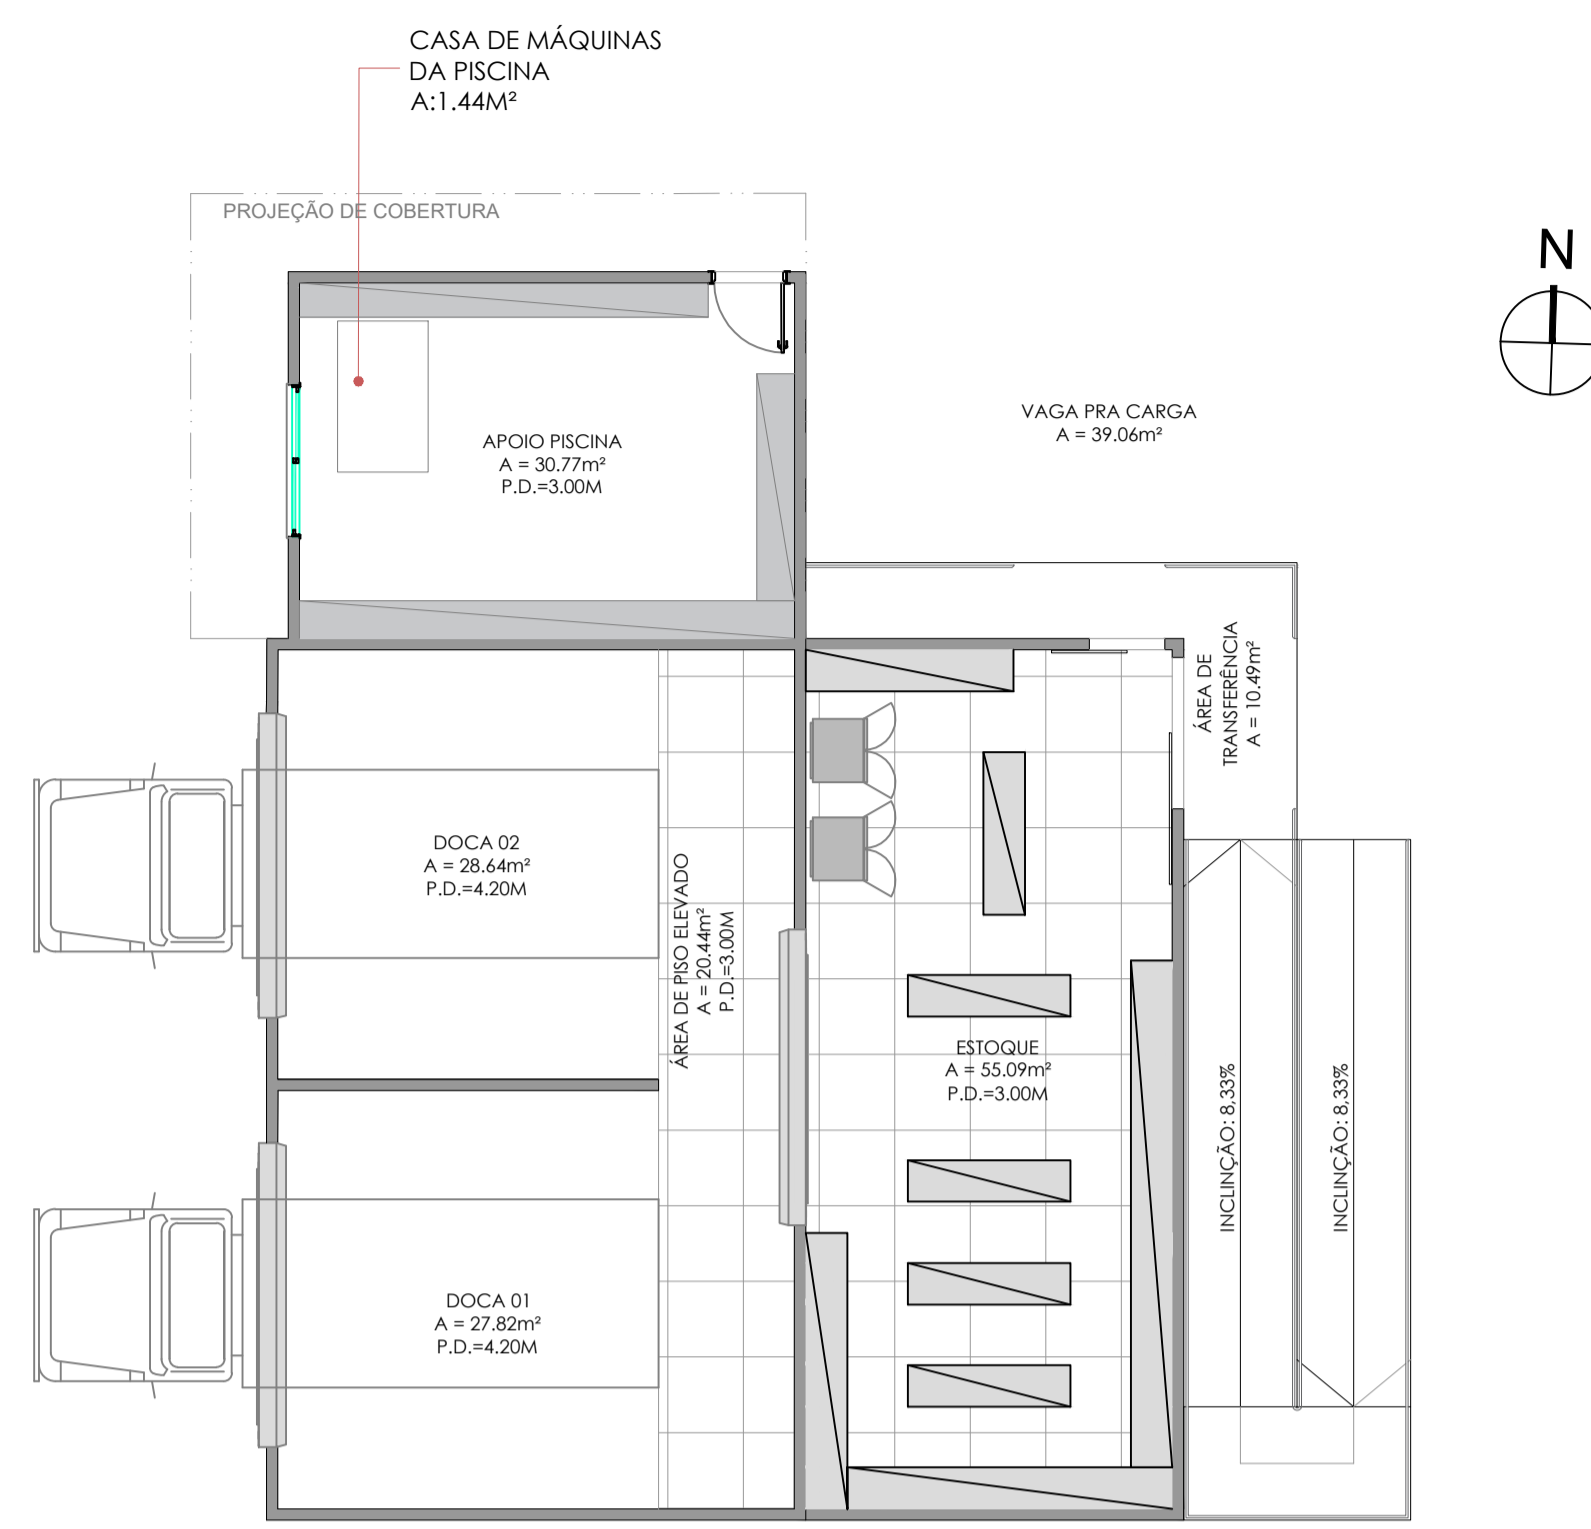 CASA DE MÁQUINAS
DA PISCINA
A:1.44M²
PROJEÇÃO DE COBERTURA
N
VAGA PRA CARGA
A = 39.06m²
APOIO PISCINA
A = 30.77m²
P.D.=3.00M
ÁREA DE
TRANSFERÊNCIA
A = 10.49m²
DOCA 02
A = 28.64m²
P.D.=4.20M
ÁREA DE PISO ELEVADO
A = 20.44m²
P.D.=3.00M
ESTOQUE
A = 55.09m²
P.D.=3.00M
INCLINÇÃO: 8,33%
INCLINÇÃO: 8,33%
DOCA 01
A = 27.82m²
P.D.=4.20M